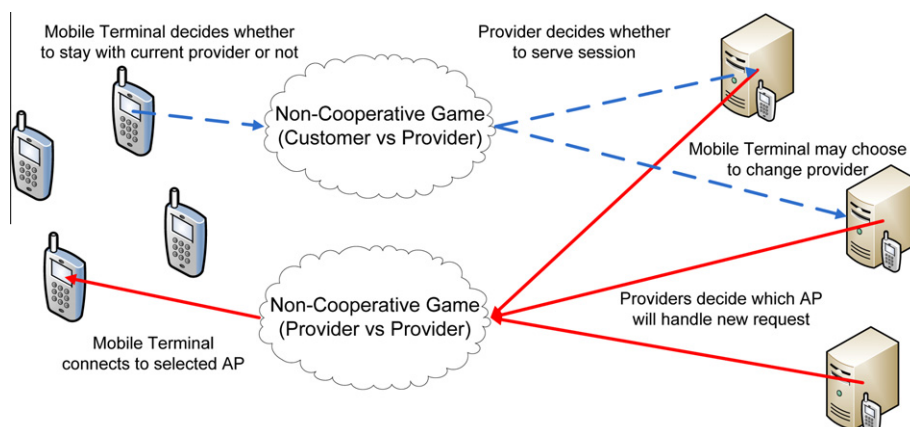 Mobile Terminal decides whether
to stay with current provider or not
Provider decides whether
to serve session
Non-Cooperative Game
(Customer vs Provider)
Mobile Terminal may choose
to change provider
Non-Cooperative Game
(Provider vs Provider)
Providers decide which AP
will handle new request
Mobile Terminal
connects to selected AP